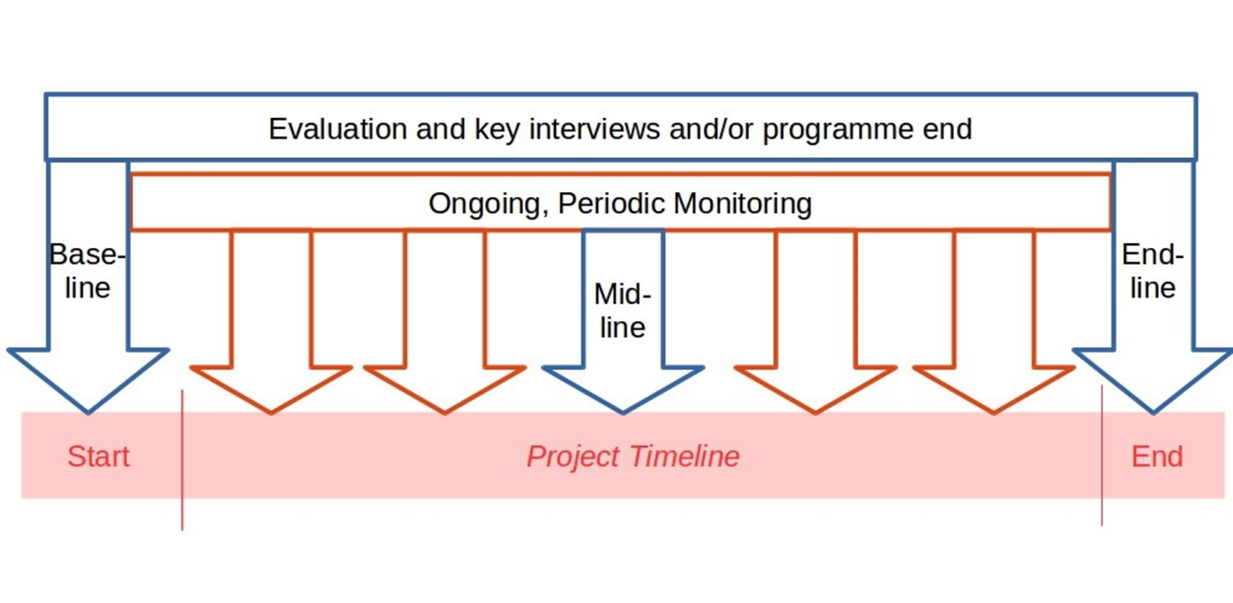 Evaluation and key interviews and/or programme end
Ongoing, Periodic Monitoring
Base-
line
Mid-
line
End-
line
Start
Project Timeline
End